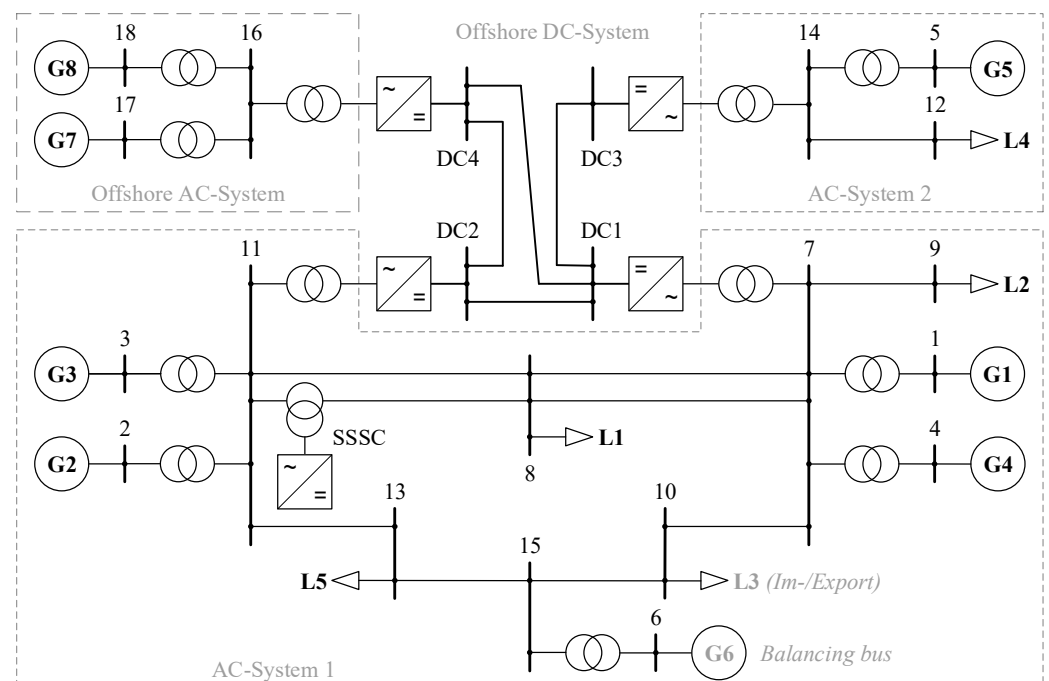 18
16
Offshore DC-System
14
5
G8
~
=
=
~
G5
17
12
G7
DC4
DC3
L4
Offshore AC-System
AC-System 2
DC2
DC1
11
7
9
~
=
=
~
L2
3
1
G3
G1
2
SSSC
L1
4
G2
~
=
8
G4
13
10
15
L5
L3 (Im-/Export)
6
G6 Balancing bus
AC-System 1